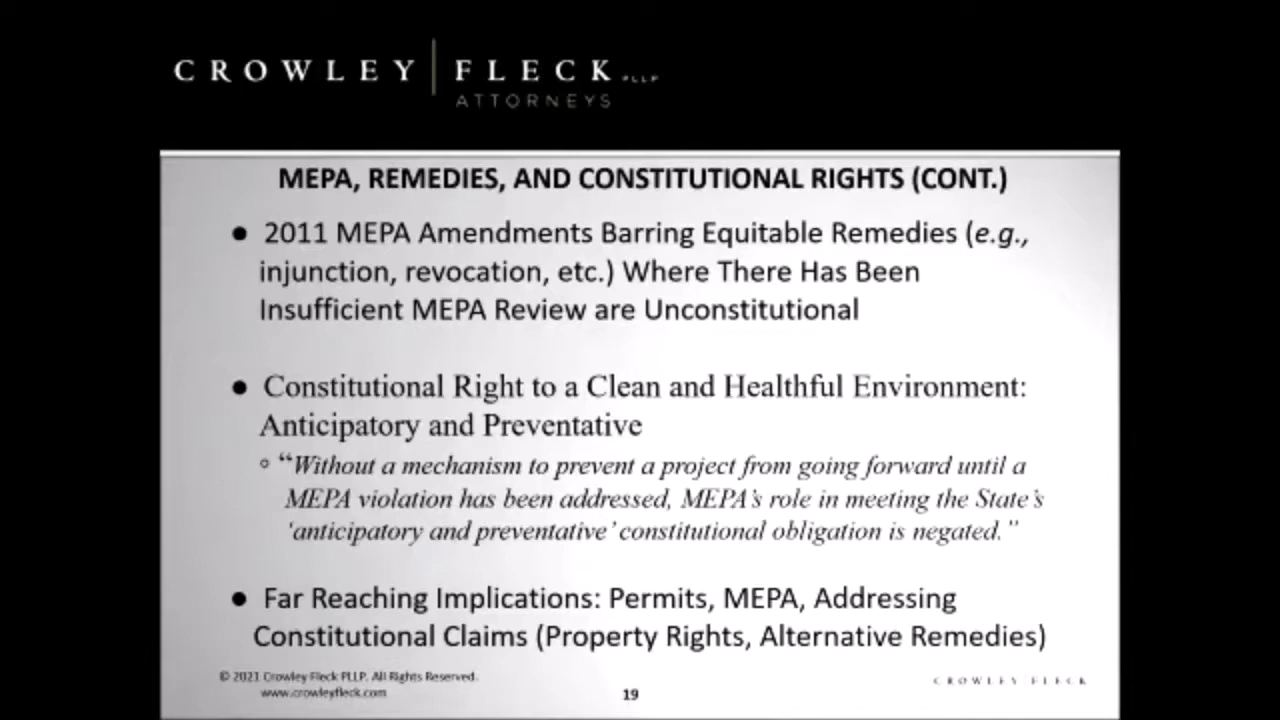 CROWLEY | FLECK PLLP
ATTORNEYS
MEPA, REMEDIES, AND CONSTITUTIONAL RIGHTS (CONT.)
● 2011 MEPA Amendments Barring Equitable Remedies (e.g.,
injunction, revocation, etc.) Where There Has Been
Insufficient MEPA Review are Unconstitutional
● Constitutional Right to a Clean and Healthful Environment:
Anticipatory and Preventative
○ “Without a mechanism to prevent a project from going forward until a
MEPA violation has been addressed, MEPA’s role in meeting the State’s
‘anticipatory and preventative’ constitutional obligation is negated.”
● Far Reaching Implications: Permits, MEPA, Addressing
Constitutional Claims (Property Rights, Alternative Remedies)
© 2021 Crowley Fleck PLLP. All Rights Reserved.
www.crowleyfleck.com
19
CROWLEY FLECK